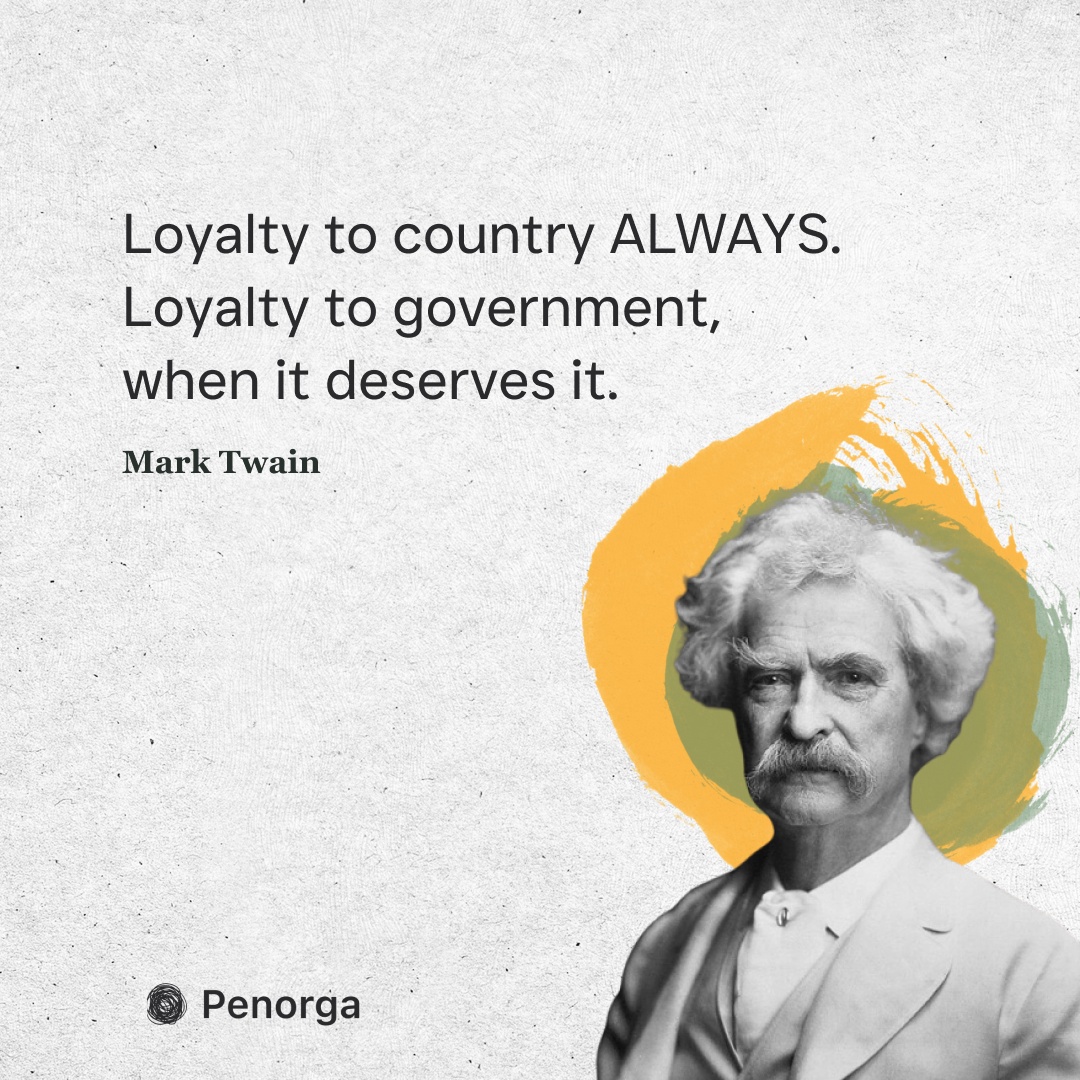 Loyalty to country ALWAYS.
Loyalty to government,
when it deserves it.
Mark Twain
Penorga